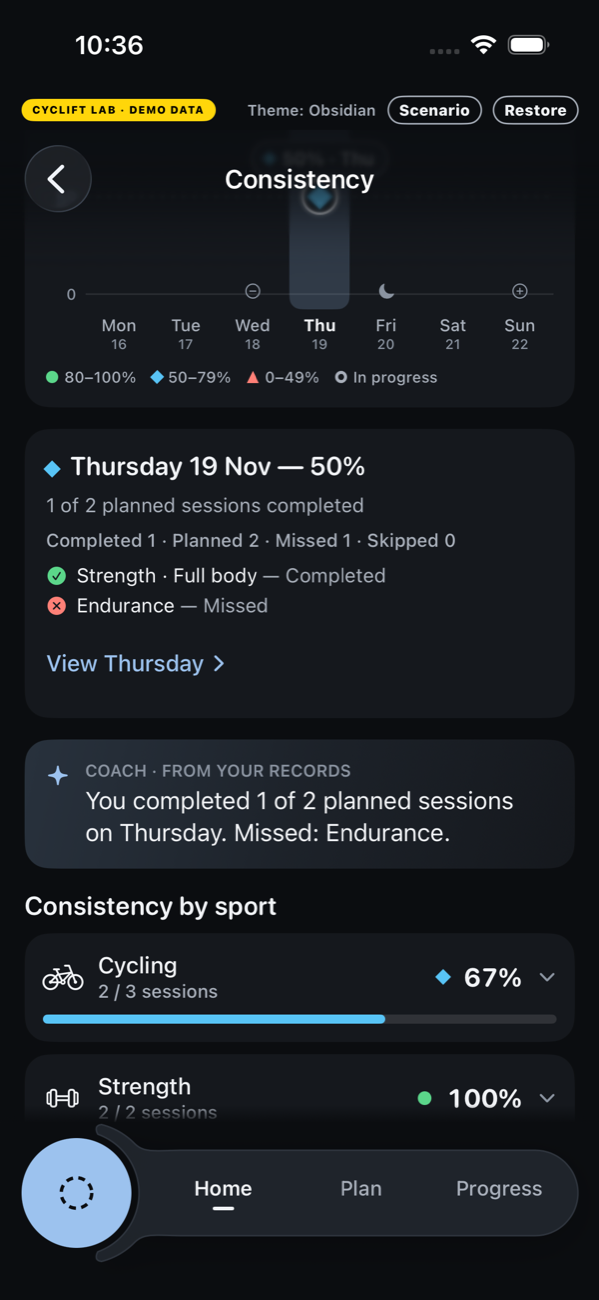 10:36
CYCLIFT LAB · DEMO DATA
Theme: Obsidian
Scenario
Restore
Consistency
0
Mon Tue Wed Thu Fri Sat Sun
16 17 18 19 20 21 22
80–100% 50–79% 0–49% In progress
Thursday 19 Nov — 50%
1 of 2 planned sessions completed
Completed 1 · Planned 2 · Missed 1 · Skipped 0
Strength · Full body — Completed
Endurance — Missed
View Thursday
COACH · FROM YOUR RECORDS
You completed 1 of 2 planned sessions
on Thursday. Missed: Endurance.
Consistency by sport
Cycling
2 / 3 sessions
67%
Strength
2 / 2 sessions
100%
Home Plan Progress